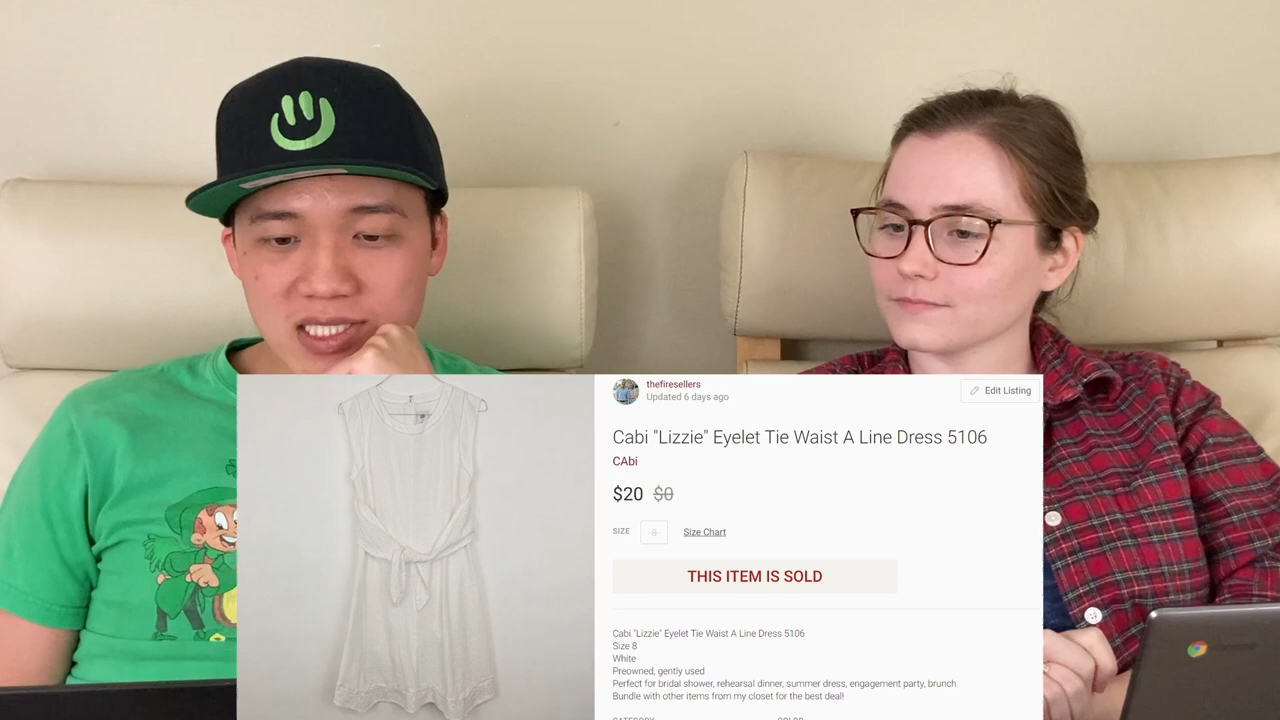 thefiresellers
Updated 6 days ago
Edit Listing
Cabi "Lizzie" Eyelet Tie Waist A Line Dress 5106
CAbi
$20 $0
SIZE 8 Size Chart
THIS ITEM IS SOLD
Cabi "Lizzie" Eyelet Tie Waist A Line Dress 5106
Size 8
White
Preowned, gently used
Perfect for bridal shower, rehearsal dinner, summer dress, engagement party, brunch
Bundle with other items from my closet for the best deal!